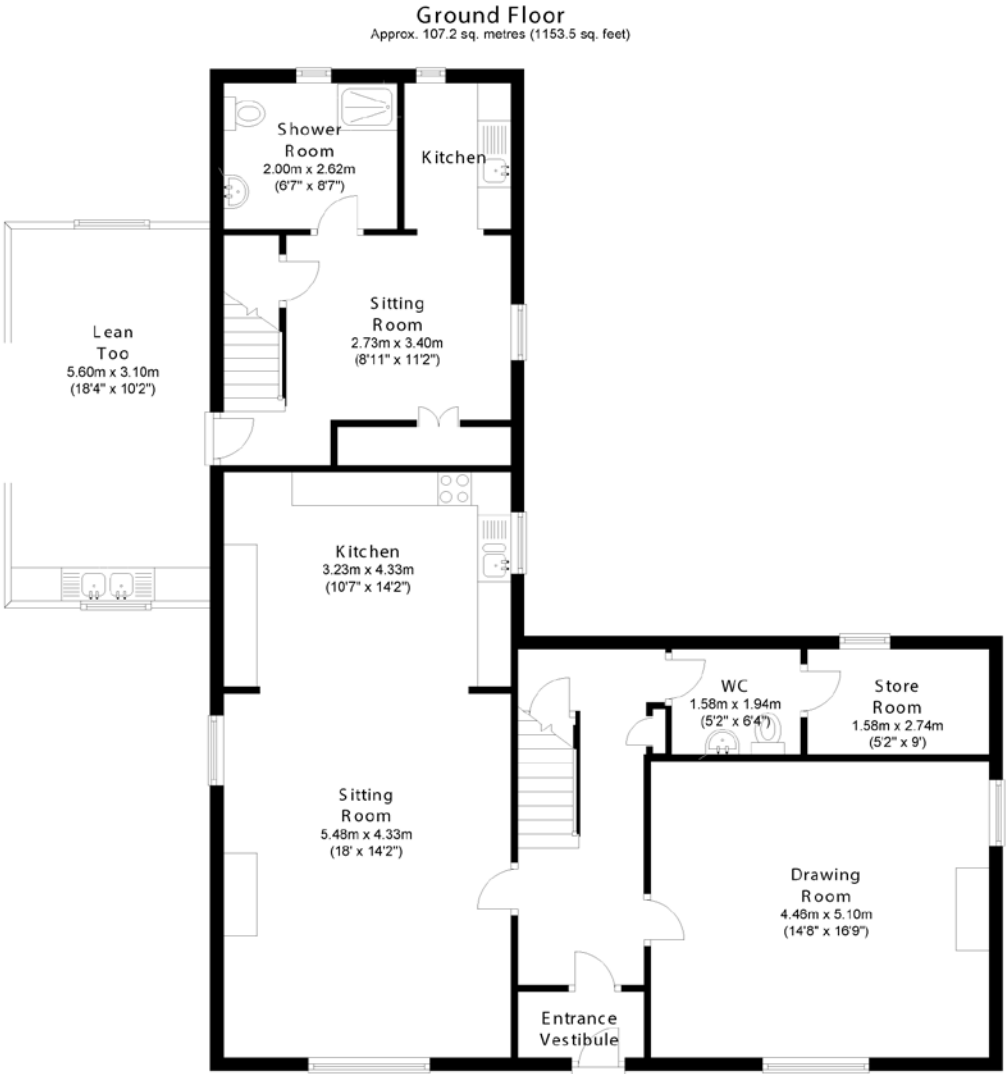 Ground Floor
Approx. 107.2 sq. metres (1153.5 sq. feet)
Shower
Room
2.00m x 2.62m
(6'7" x 8'7")
Kitchen
Sitting
Room
2.73m x 3.40m
(8'11" x 11'2")
Lean
Too
5.60m x 3.10m
(18'4" x 10'2")
Kitchen
3.23m x 4.33m
(10'7" x 14'2")
WC
1.58m x 1.94m
(5'2" x 6'4")
Store
Room
1.58m x 2.74m
(5'2" x 9')
Sitting
Room
5.48m x 4.33m
(18' x 14'2")
Drawing
Room
4.46m x 5.10m
(14'8" x 16'9")
Entrance
Vestibule